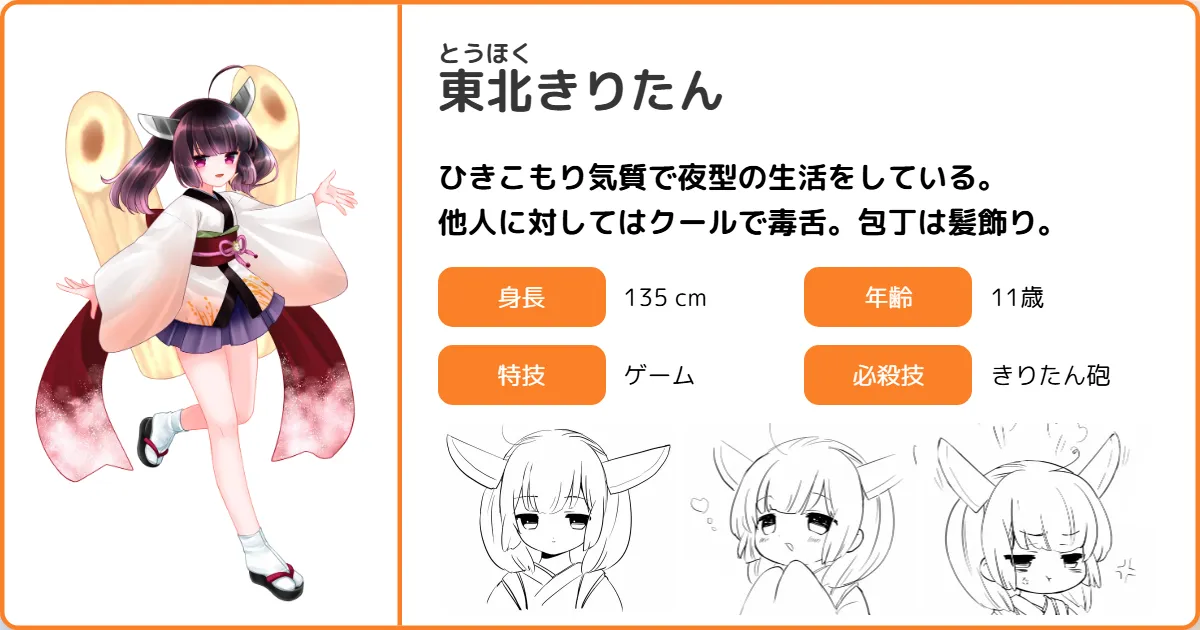 とうほく
東北きりたん
ひきこもり気質で夜型の生活をしている。
他人に対してはクールで毒舌。包丁は髪飾り。
身長 135 cm 年齢 11歳
特技 ゲーム 必殺技 きりたん砲